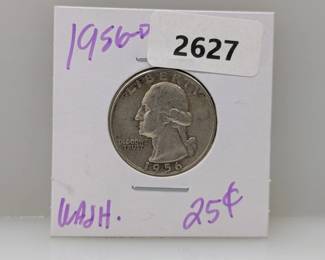 1956-D
2627
LIBERTY
IN GOD WE
TRUST
1956
WASH.
25¢